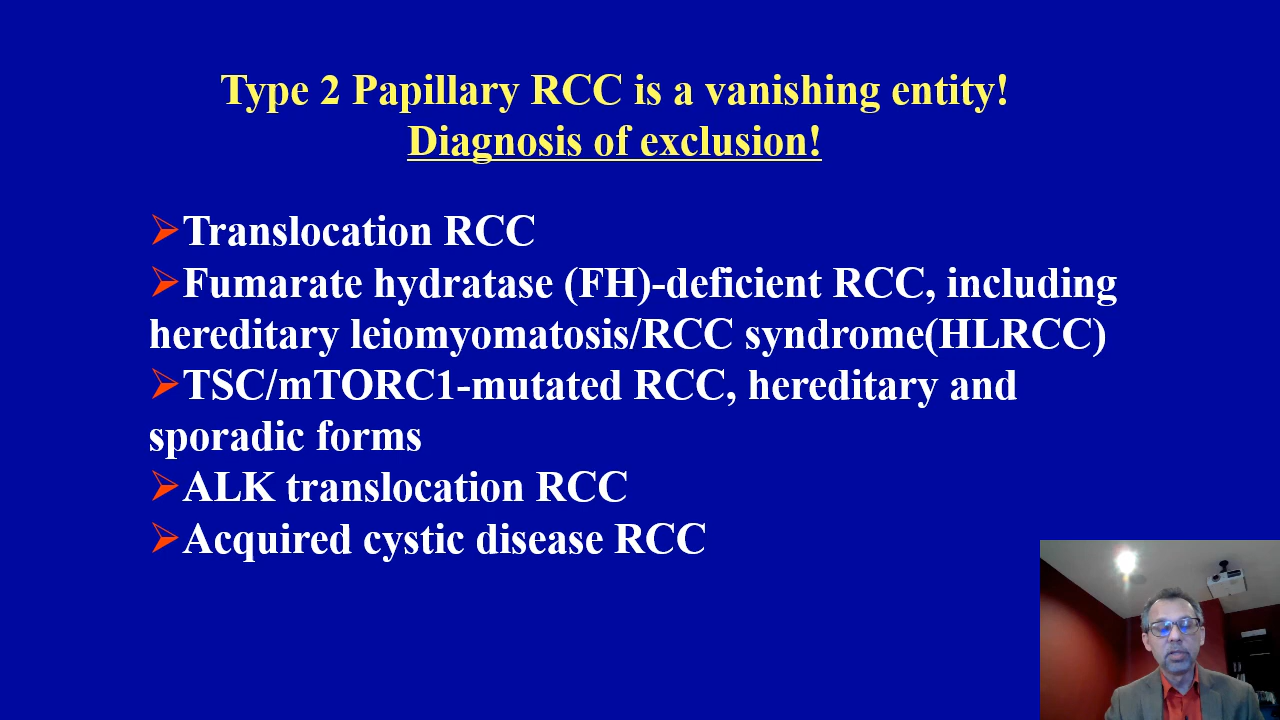 Type 2 Papillary RCC is a vanishing entity!
Diagnosis of exclusion!
Translocation RCC
Fumarate hydratase (FH)-deficient RCC, including
hereditary leiomyomatosis/RCC syndrome(HLRCC)
TSC/mTORC1-mutated RCC, hereditary and
sporadic forms
ALK translocation RCC
Acquired cystic disease RCC